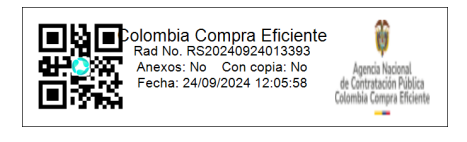 Colombia Compra Eficiente
Rad No. RS20240924013393
Anexos: No Con copia: No
Fecha: 24/09/2024 12:05:58
Agencia Nacional
de Contratación Pública
Colombia Compra Eficiente